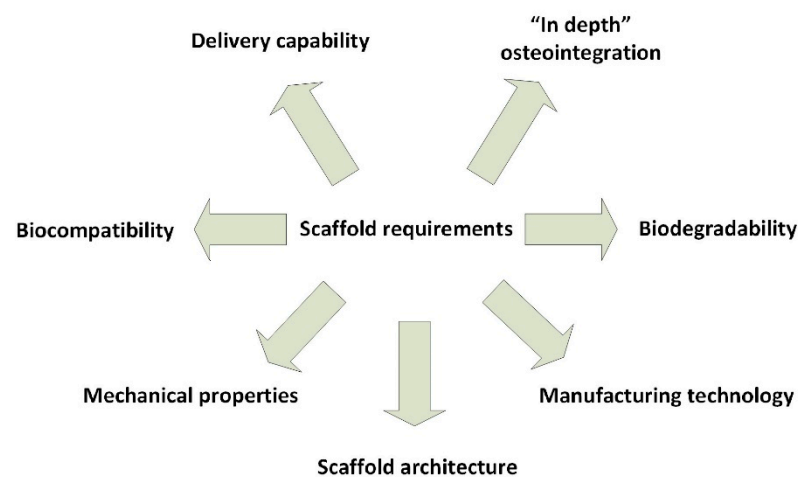 Delivery capability
“In depth”
osteointegration
Biocompatibility
Scaffold requirements
Biodegradability
Mechanical properties
Manufacturing technology
Scaffold architecture